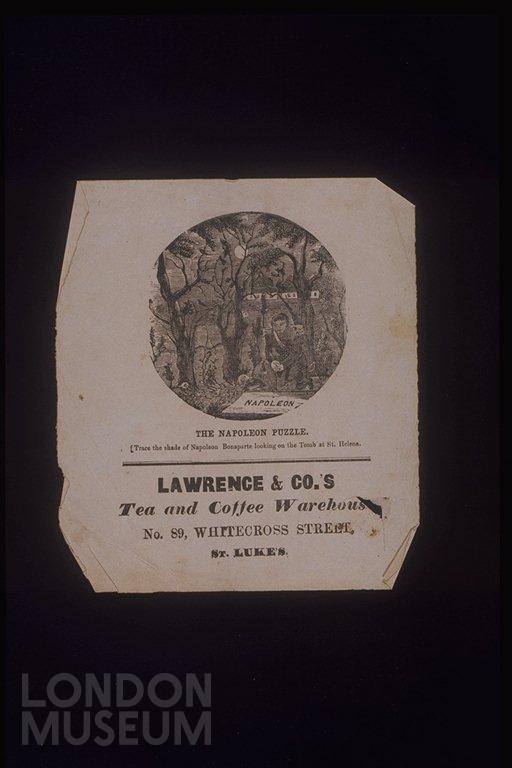 NAPOLEON
THE NAPOLEON PUZZLE.
[Trace the shade of Napoleon Bonaparte looking on the Tomb at St. Helena.
LAWRENCE & CO.'S
Tea and Coffee Warehous
No. 89, WHITECROSS STREET,
ST. LUKE'S.
LONDON
MUSEUM